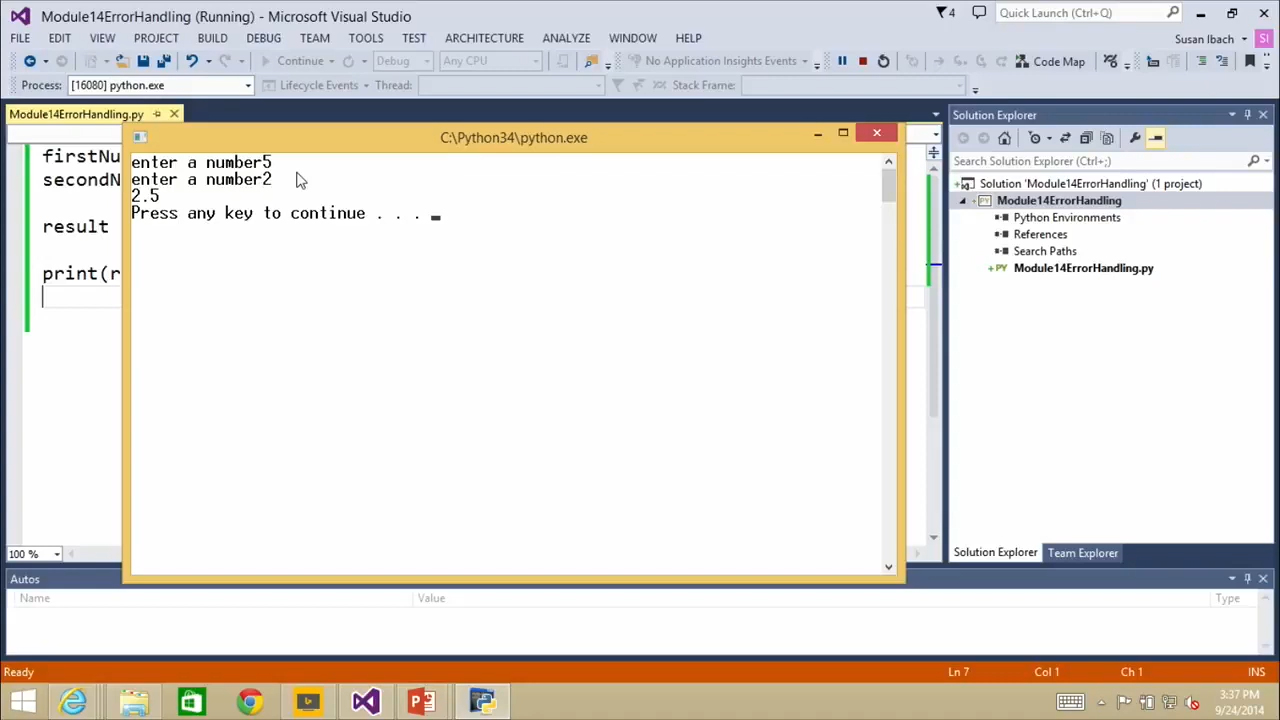 Module14ErrorHandling (Running) - Microsoft Visual Studio
4
Quick Launch (Ctrl+Q)
FILE EDIT VIEW PROJECT BUILD DEBUG TEAM TOOLS TEST ARCHITECTURE ANALYZE WINDOW HELP
Susan Ibach SI
Continue Debug Any CPU No Application Insights Events Code Map
Process: [16080] python.exe Lifecycle Events Thread: Stack Frame:
Module14ErrorHandling.py
C:\Python34\python.exe
firstNu
secondN
result
print(r
enter a number5
enter a number2
2.5
Press any key to continue . . .
Solution Explorer
Search Solution Explorer (Ctrl+;)
Solution 'Module14ErrorHandling' (1 project)
PY Module14ErrorHandling
Python Environments
References
Search Paths
+ PY Module14ErrorHandling.py
100 %
Solution Explorer Team Explorer
Autos
Name Value Type
Ready Ln 7 Col 1 Ch 1 INS
3:37 PM
9/24/2014